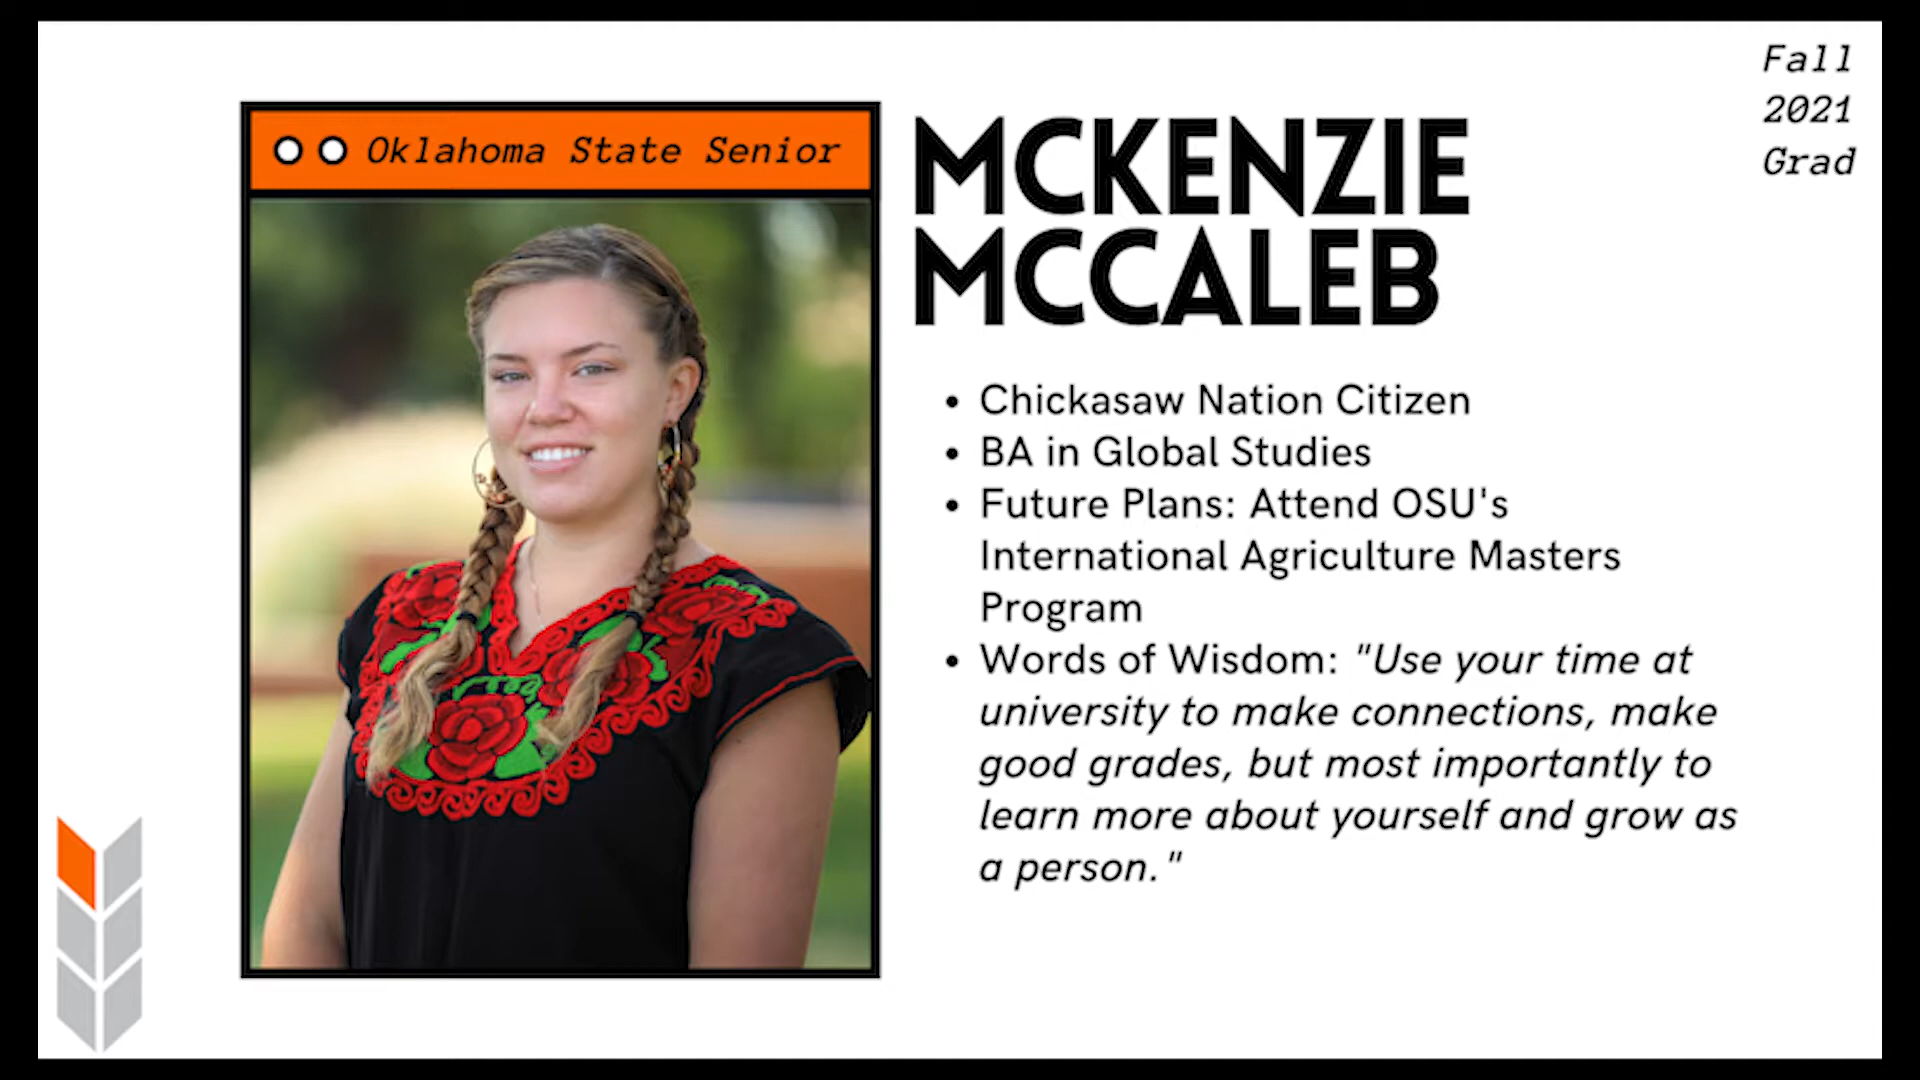 Fall
2021
Grad
Oklahoma State Senior
MCKENZIE
MCCALEB
• Chickasaw Nation Citizen
• BA in Global Studies
• Future Plans: Attend OSU's
International Agriculture Masters
Program
• Words of Wisdom: "Use your time at
university to make connections, make
good grades, but most importantly to
learn more about yourself and grow as
a person."